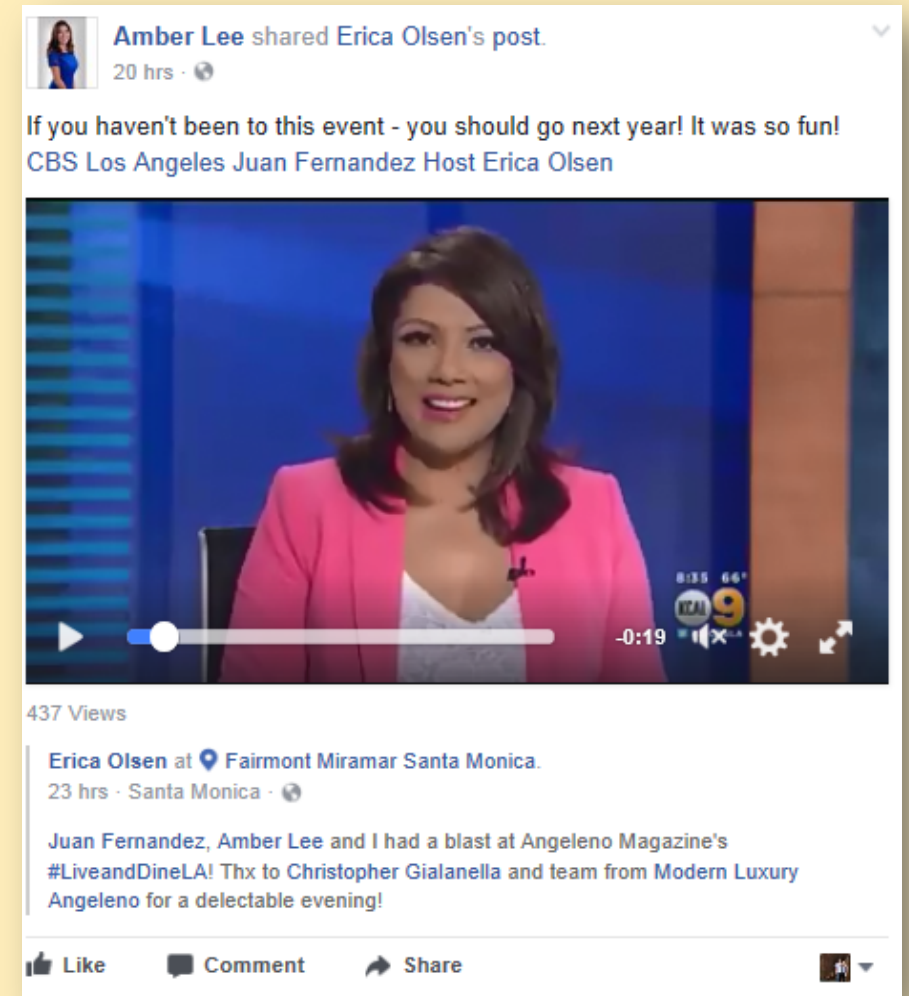 Amber Lee shared Erica Olsen's post.
20 hrs ·
If you haven't been to this event - you should go next year! It was so fun!
CBS Los Angeles Juan Fernandez Host Erica Olsen
8:35 66°
KCAL 9
-0:19
437 Views
Erica Olsen at Fairmont Miramar Santa Monica.
23 hrs · Santa Monica ·
Juan Fernandez, Amber Lee and I had a blast at Angeleno Magazine's
#LiveandDineLA! Thx to Christopher Gialanella and team from Modern Luxury
Angeleno for a delectable evening!
Like Comment Share